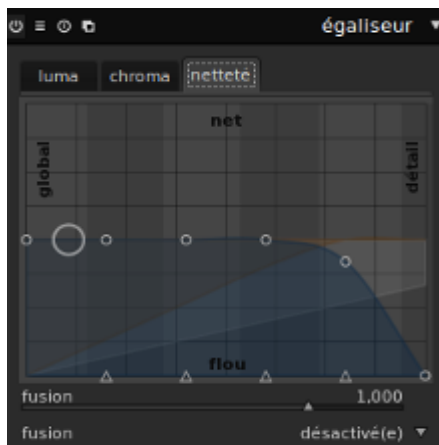 égaliseur
luma chroma netteté
net
global
détail
flou
fusion 1,000
fusion désactivé(e)